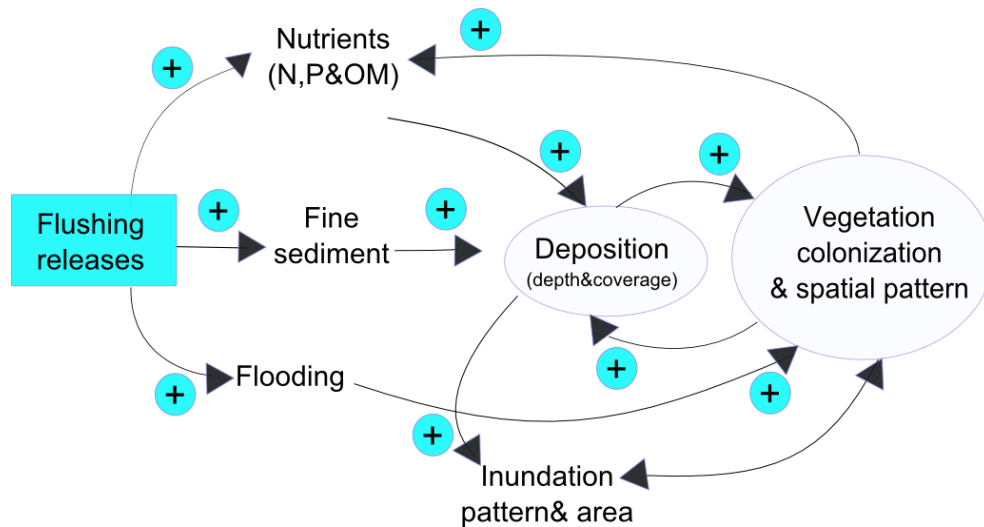 +
+
Nutrients
(N,P&OM)
+
+
+
Flushing
releases
+
Fine
sediment
Deposition
(depth&coverage)
Vegetation
colonization
& spatial pattern
+
+
Flooding
+
+
Inundation
pattern& area